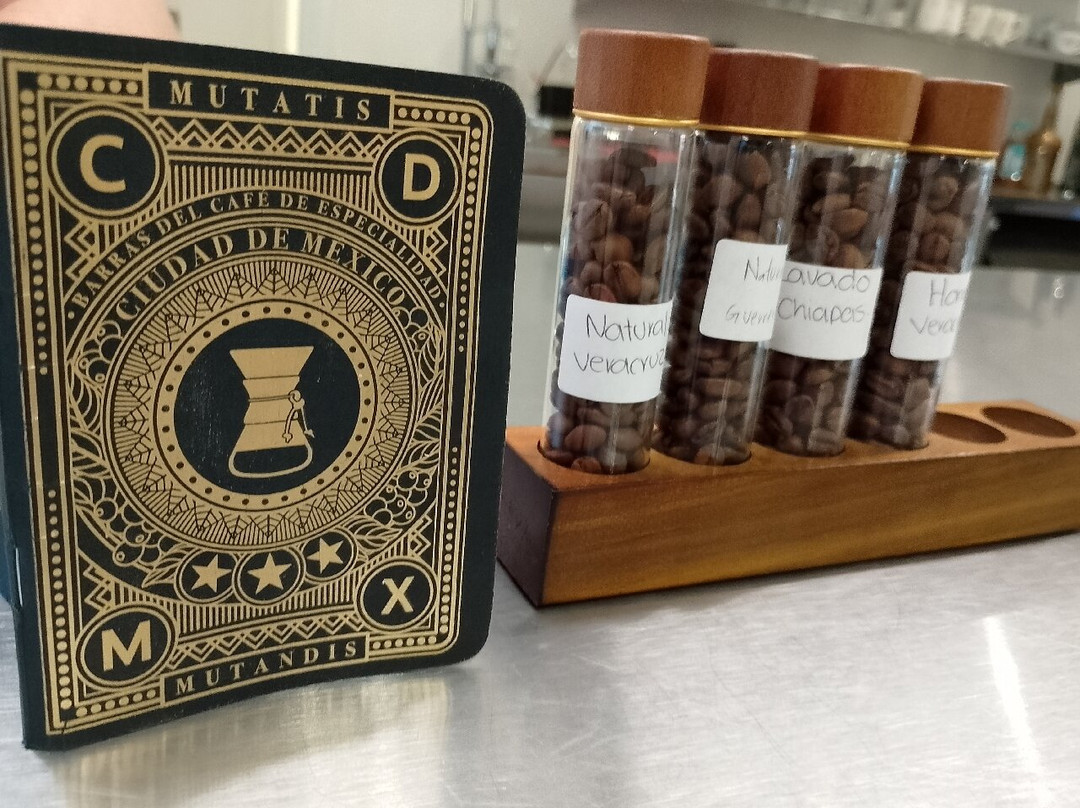 MUTATIS
C
D
BARRAS DEL CAFÉ DE ESPECIALIDAD
CIUDAD DE MEXICO
M
X
MUTANDIS
Natural
Veracruz
Lavado
Chiapas